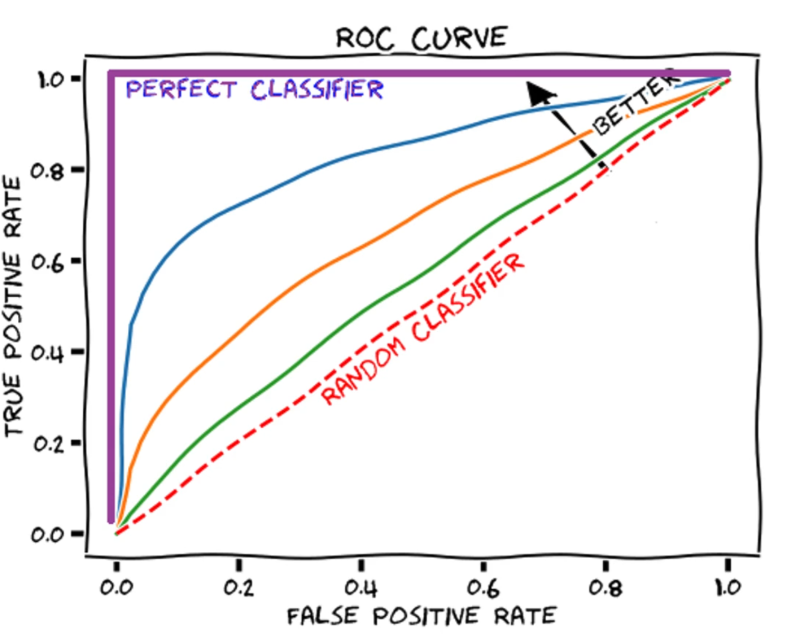 ROC CURVE
PERFECT CLASSIFIER
BETTER
RANDOM CLASSIFIER
TRUE POSITIVE RATE
1.0
0.8
0.6
0.4
0.2
0.0
0.0 0.2 0.4 0.6 0.8 1.0
FALSE POSITIVE RATE